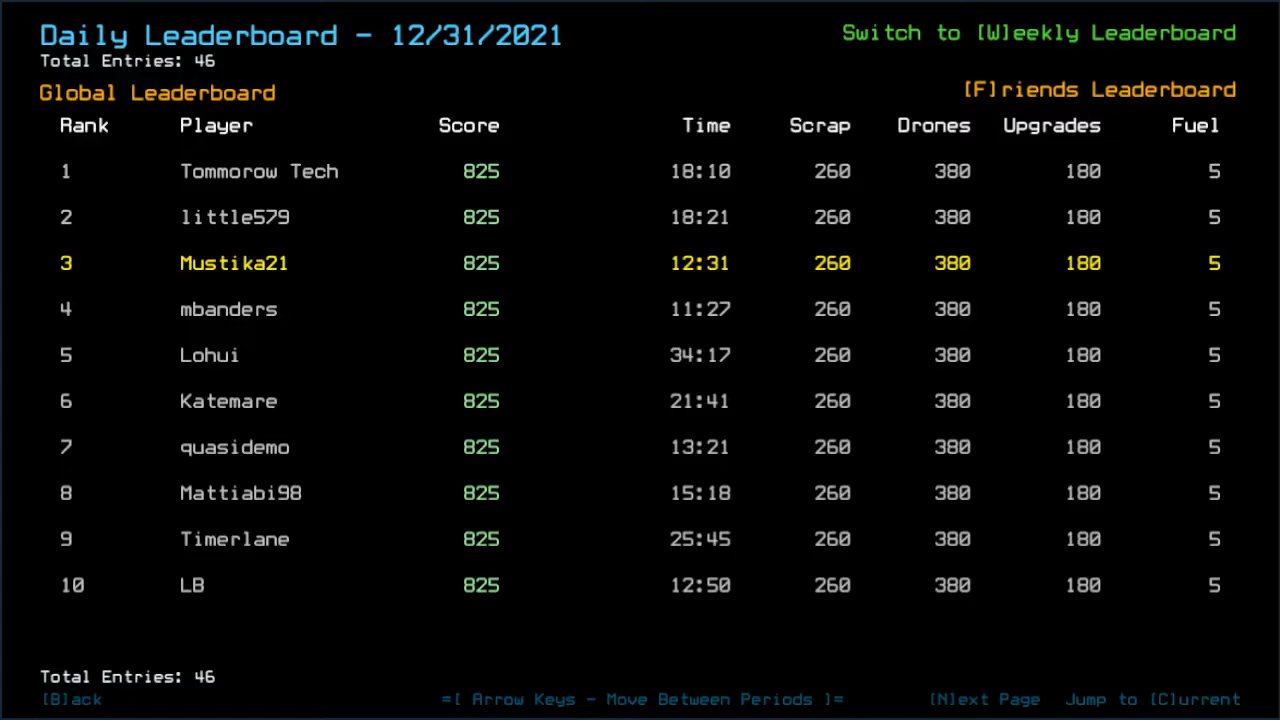 Daily Leaderboard - 12/31/2021 Switch to [W]eekly Leaderboard
Total Entries: 46
Global Leaderboard [F]riends Leaderboard
Rank Player Score Time Scrap Drones Upgrades Fuel
1 Tommorow Tech 825 18:10 260 380 180 5
2 little579 825 18:21 260 380 180 5
3 Mustika21 825 12:31 260 380 180 5
4 mbanders 825 11:27 260 380 180 5
5 Lohui 825 34:17 260 380 180 5
6 Katemare 825 21:41 260 380 180 5
7 quasidemo 825 13:21 260 380 180 5
8 Mattiabi98 825 15:18 260 380 180 5
9 Timerlane 825 25:45 260 380 180 5
10 LB 825 12:50 260 380 180 5
Total Entries: 46
[B]ack =[ Arrow Keys - Move Between Periods ]= [N]ext Page Jump to [C]urrent